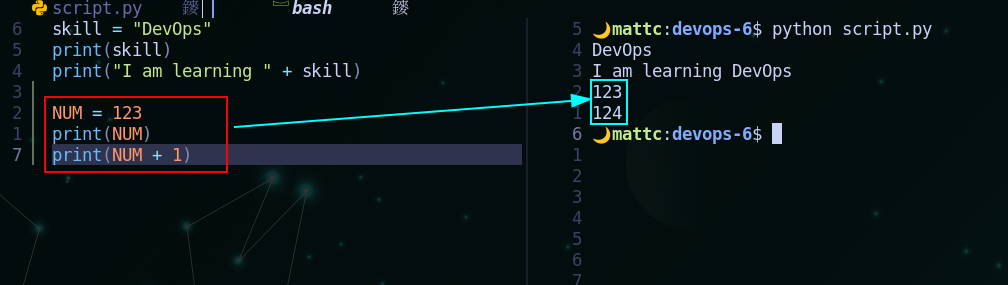 script.py
bash
6 skill = "DevOps"
5 print(skill)
4 print("I am learning " + skill)
3
2 NUM = 123
1 print(NUM)
7 print(NUM + 1)
5 🌙mattc:devops-6$ python script.py
4 DevOps
3 I am learning DevOps
2 123
1 124
6 🌙mattc:devops-6$
1
2
3
4
5
6
7